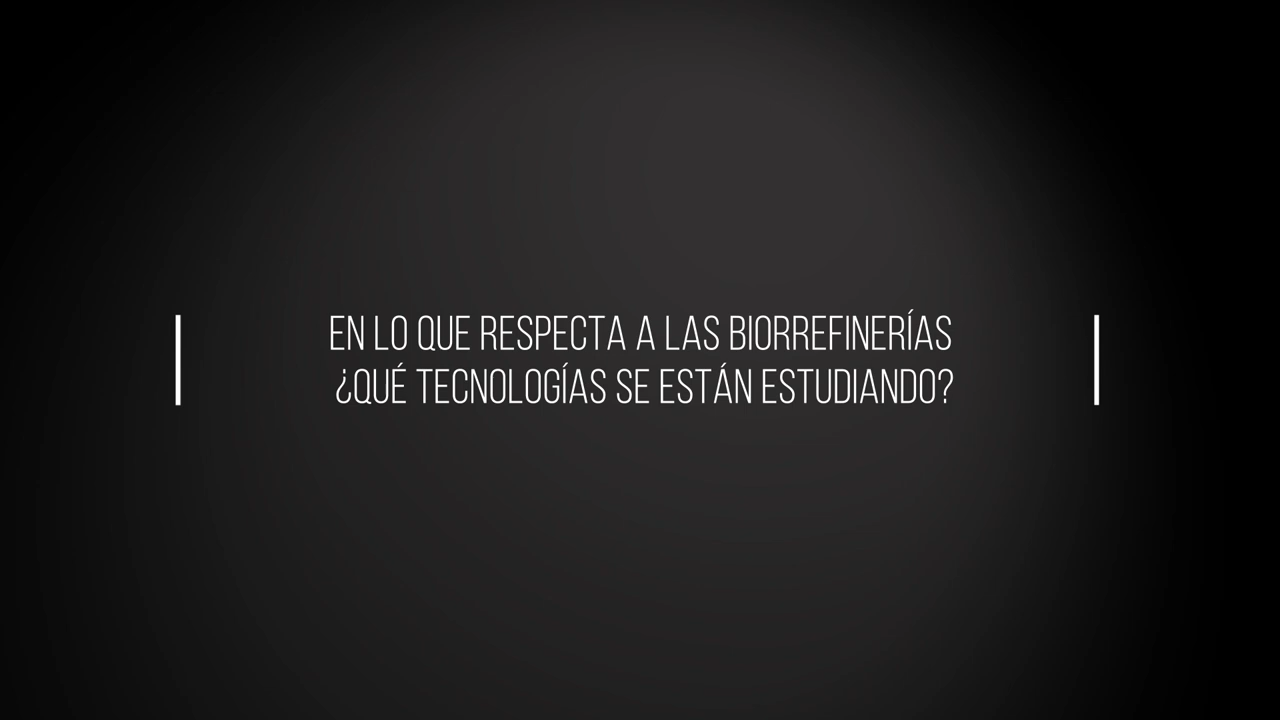 EN LO QUE RESPECTA A LAS BIORREFINERÍAS
¿QUÉ TECNOLOGÍAS SE ESTÁN ESTUDIANDO?